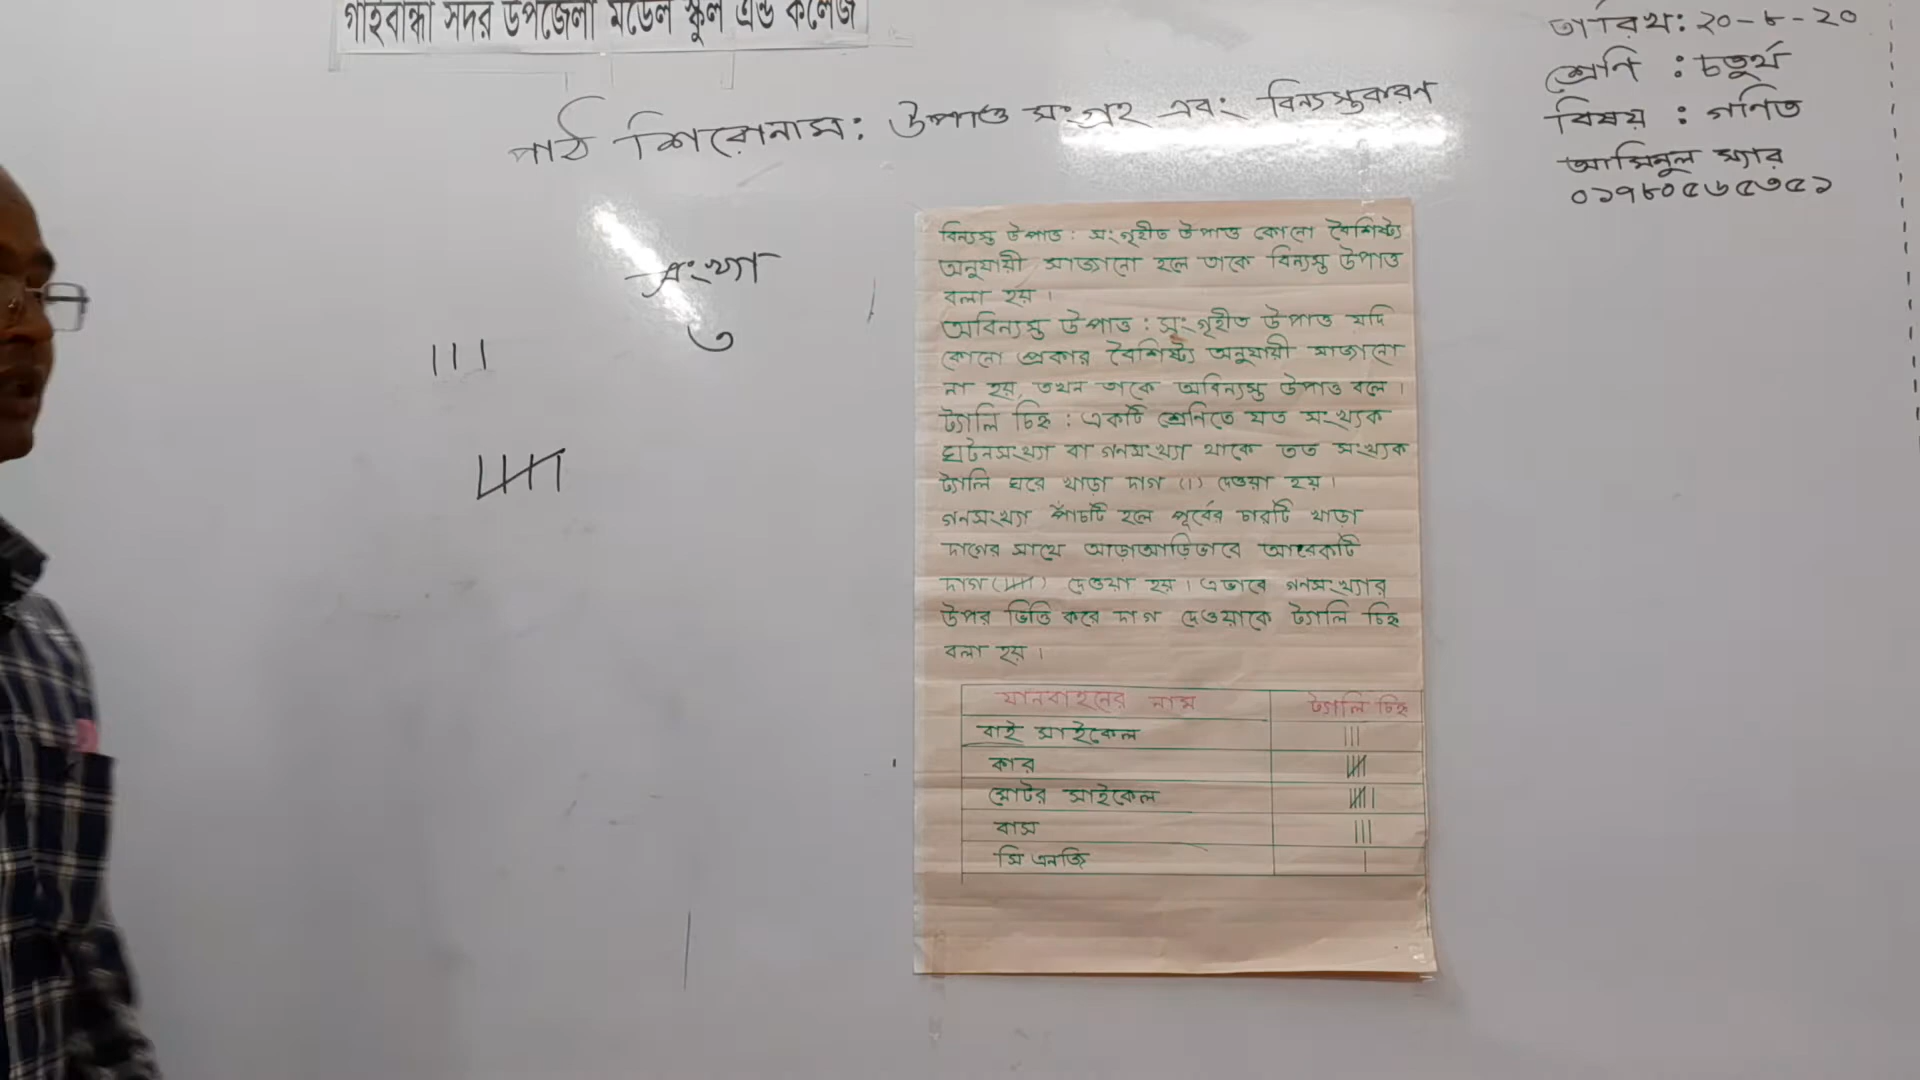 গাইবান্ধা সদর উপজেলা মডেল স্কুল এন্ড কলেজ
তারিখ: ২০-৮-২০
শ্রেণি : চতুর্থ
বিষয় : গণিত
আমিনুল স্যার
০১৭৮০৫৬৫৩৫১
পাঠ শিরোনাম: উপাত্ত সংগ্রহ এবং বিন্যস্তকরণ
সংখ্যা
||| ৩
বিন্যস্ত উপাত্ত : সংগৃহীত উপাত্ত কোনো বৈশিষ্ট্য
অনুযায়ী সাজানো হলে তাকে বিন্যস্ত উপাত্ত
বলা হয়।
অবিন্যস্ত উপাত্ত : সংগৃহীত উপাত্ত যদি
কোনো প্রকার বৈশিষ্ট্য অনুযায়ী সাজানো
না হয়, তখন তাকে অবিন্যস্ত উপাত্ত বলে।
ট্যালি চিহ্ন : একটি শ্রেনিতে যত সংখ্যক
ঘটনসংখ্যা বা গনসংখ্যা থাকে তত সংখ্যক
ট্যালি ঘরে খাড়া দাগ (।) দেওয়া হয়।
গনসংখ্যা পাঁচটি হলে পূর্বের চারটি খাড়া
দাগের সাথে আড়াআড়িভাবে আরেকটি
দাগ (||||) দেওয়া হয়। এভাবে গনসংখ্যার
উপর ভিত্তি করে দাগ দেওয়াকে ট্যালি চিহ্ন
বলা হয়।
যানবাহনের নাম ট্যালি চিহ্ন
বাই সাইকেল |||
কার
মোটর সাইকেল
বাস |||
সি এনজি |